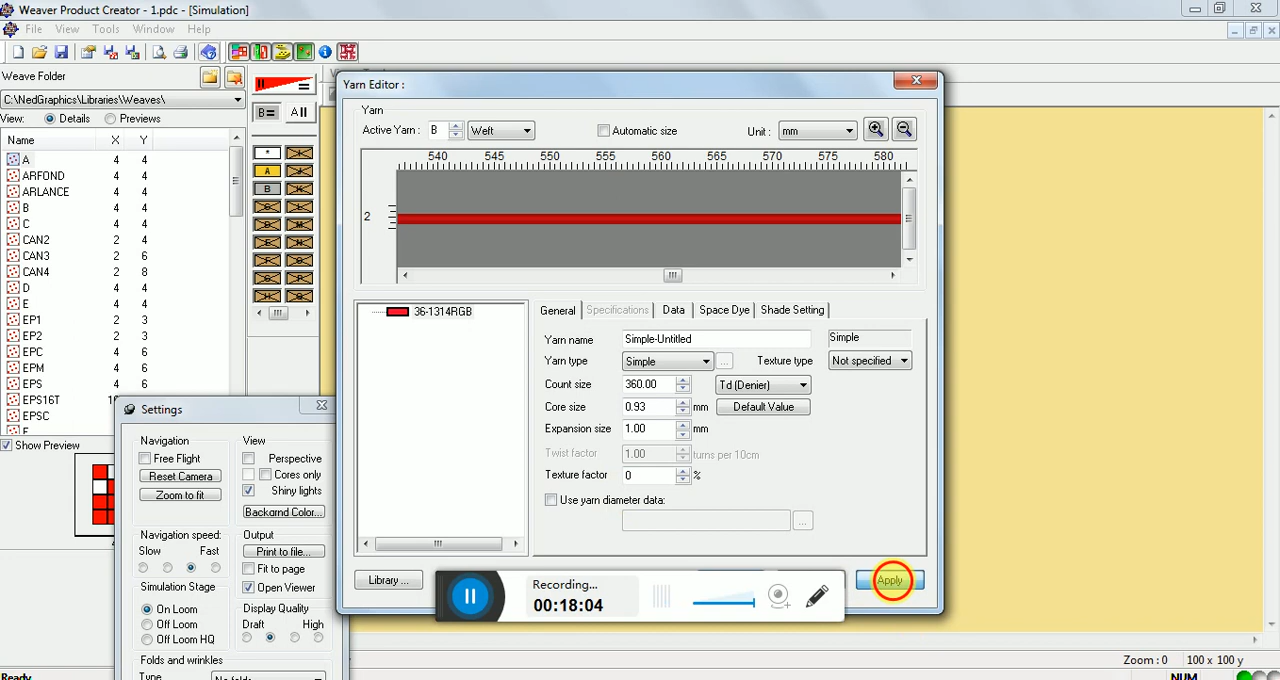 Weaver Product Creator - 1.pdc - [Simulation]
File View Tools Window Help
Weave Folder
C:\NedGraphics\Libraries\Weaves\
View: Details Previews
Name X Y
A 4 4
ARFOND 4 4
ARLANCE 4 4
B 4 4
C 4 4
CAN2 2 4
CAN3 2 6
CAN4 2 8
D 4 4
E 4 4
EP1 2 3
EP2 2 3
EPC 4 4
EPM 4 4
EPS 4 4
EPS16T
EPSC
Show Preview
B= A
*
A
B
Yarn Editor :
Yarn
Active Yarn : B Weft Automatic size Unit : mm
540 545 550 555 560 565 570 575 580
2
36-1314RGB
General Specifications Data Space Dye Shade Setting
Yarn name Simple-Untitled Simple
Yarn type Simple ... Texture type Not specified
Count size 360.00 Td (Denier)
Core size 0.93 mm Default Value
Expansion size 1.00 mm
Twist factor 1.00 turns per 10cm
Texture factor 0 %
Use yarn diameter data:
...
Library ... Apply
Recording...
00:18:04
Settings
Navigation
Free Flight
Reset Camera
Zoom to fit
Navigation speed:
Slow Fast
Simulation Stage
On Loom
Off Loom
Off Loom HQ
Folds and wrinkles
Type No folds
View
Perspective
Cores only
Shiny lights
Backgrnd Color...
Output
Print to file...
Fit to page
Open Viewer
Display Quality
Draft High
Ready
Zoom : 0 100 x 100 y
NUM